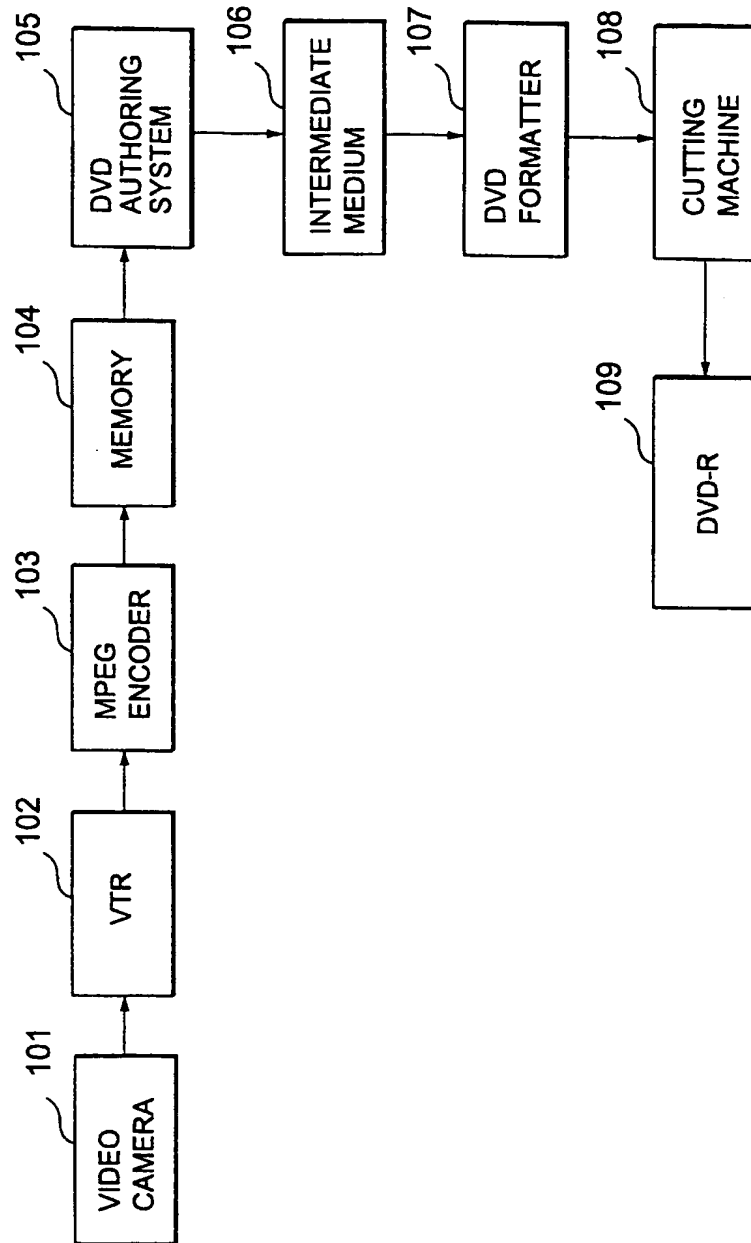 101
VIDEO
CAMERA
102
VTR
103
MPEG
ENCODER
104
MEMORY
105
DVD
AUTHORING
SYSTEM
106
INTERMEDIATE
MEDIUM
107
DVD
FORMATTER
108
CUTTING
MACHINE
109
DVD-R